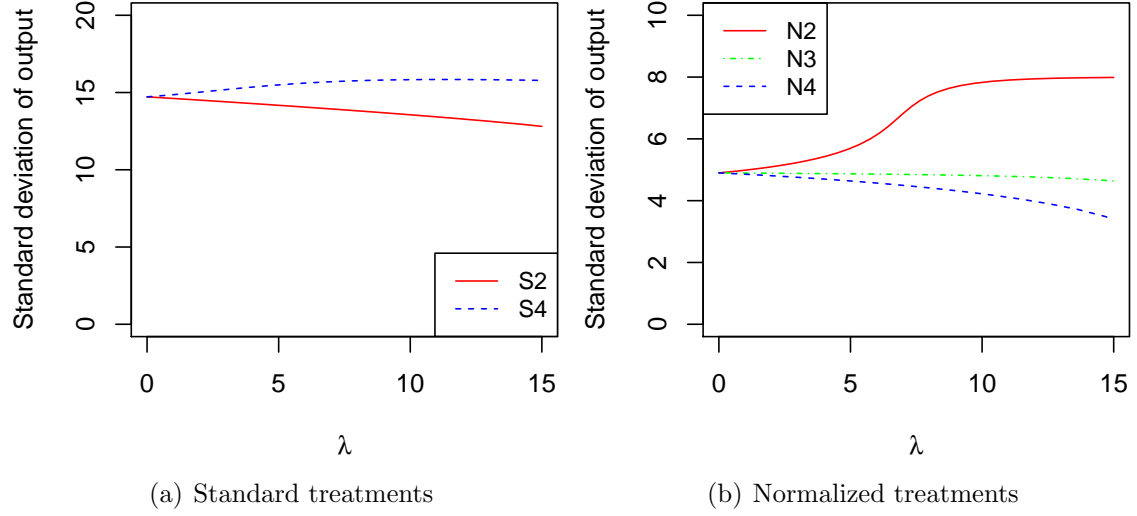 Standard deviation of output
20
15
10
5
0
S2
S4
0 5 10 15
λ
(a) Standard treatments
Standard deviation of output
10
8
6
4
2
0
N2
N3
N4
0 5 10 15
λ
(b) Normalized treatments